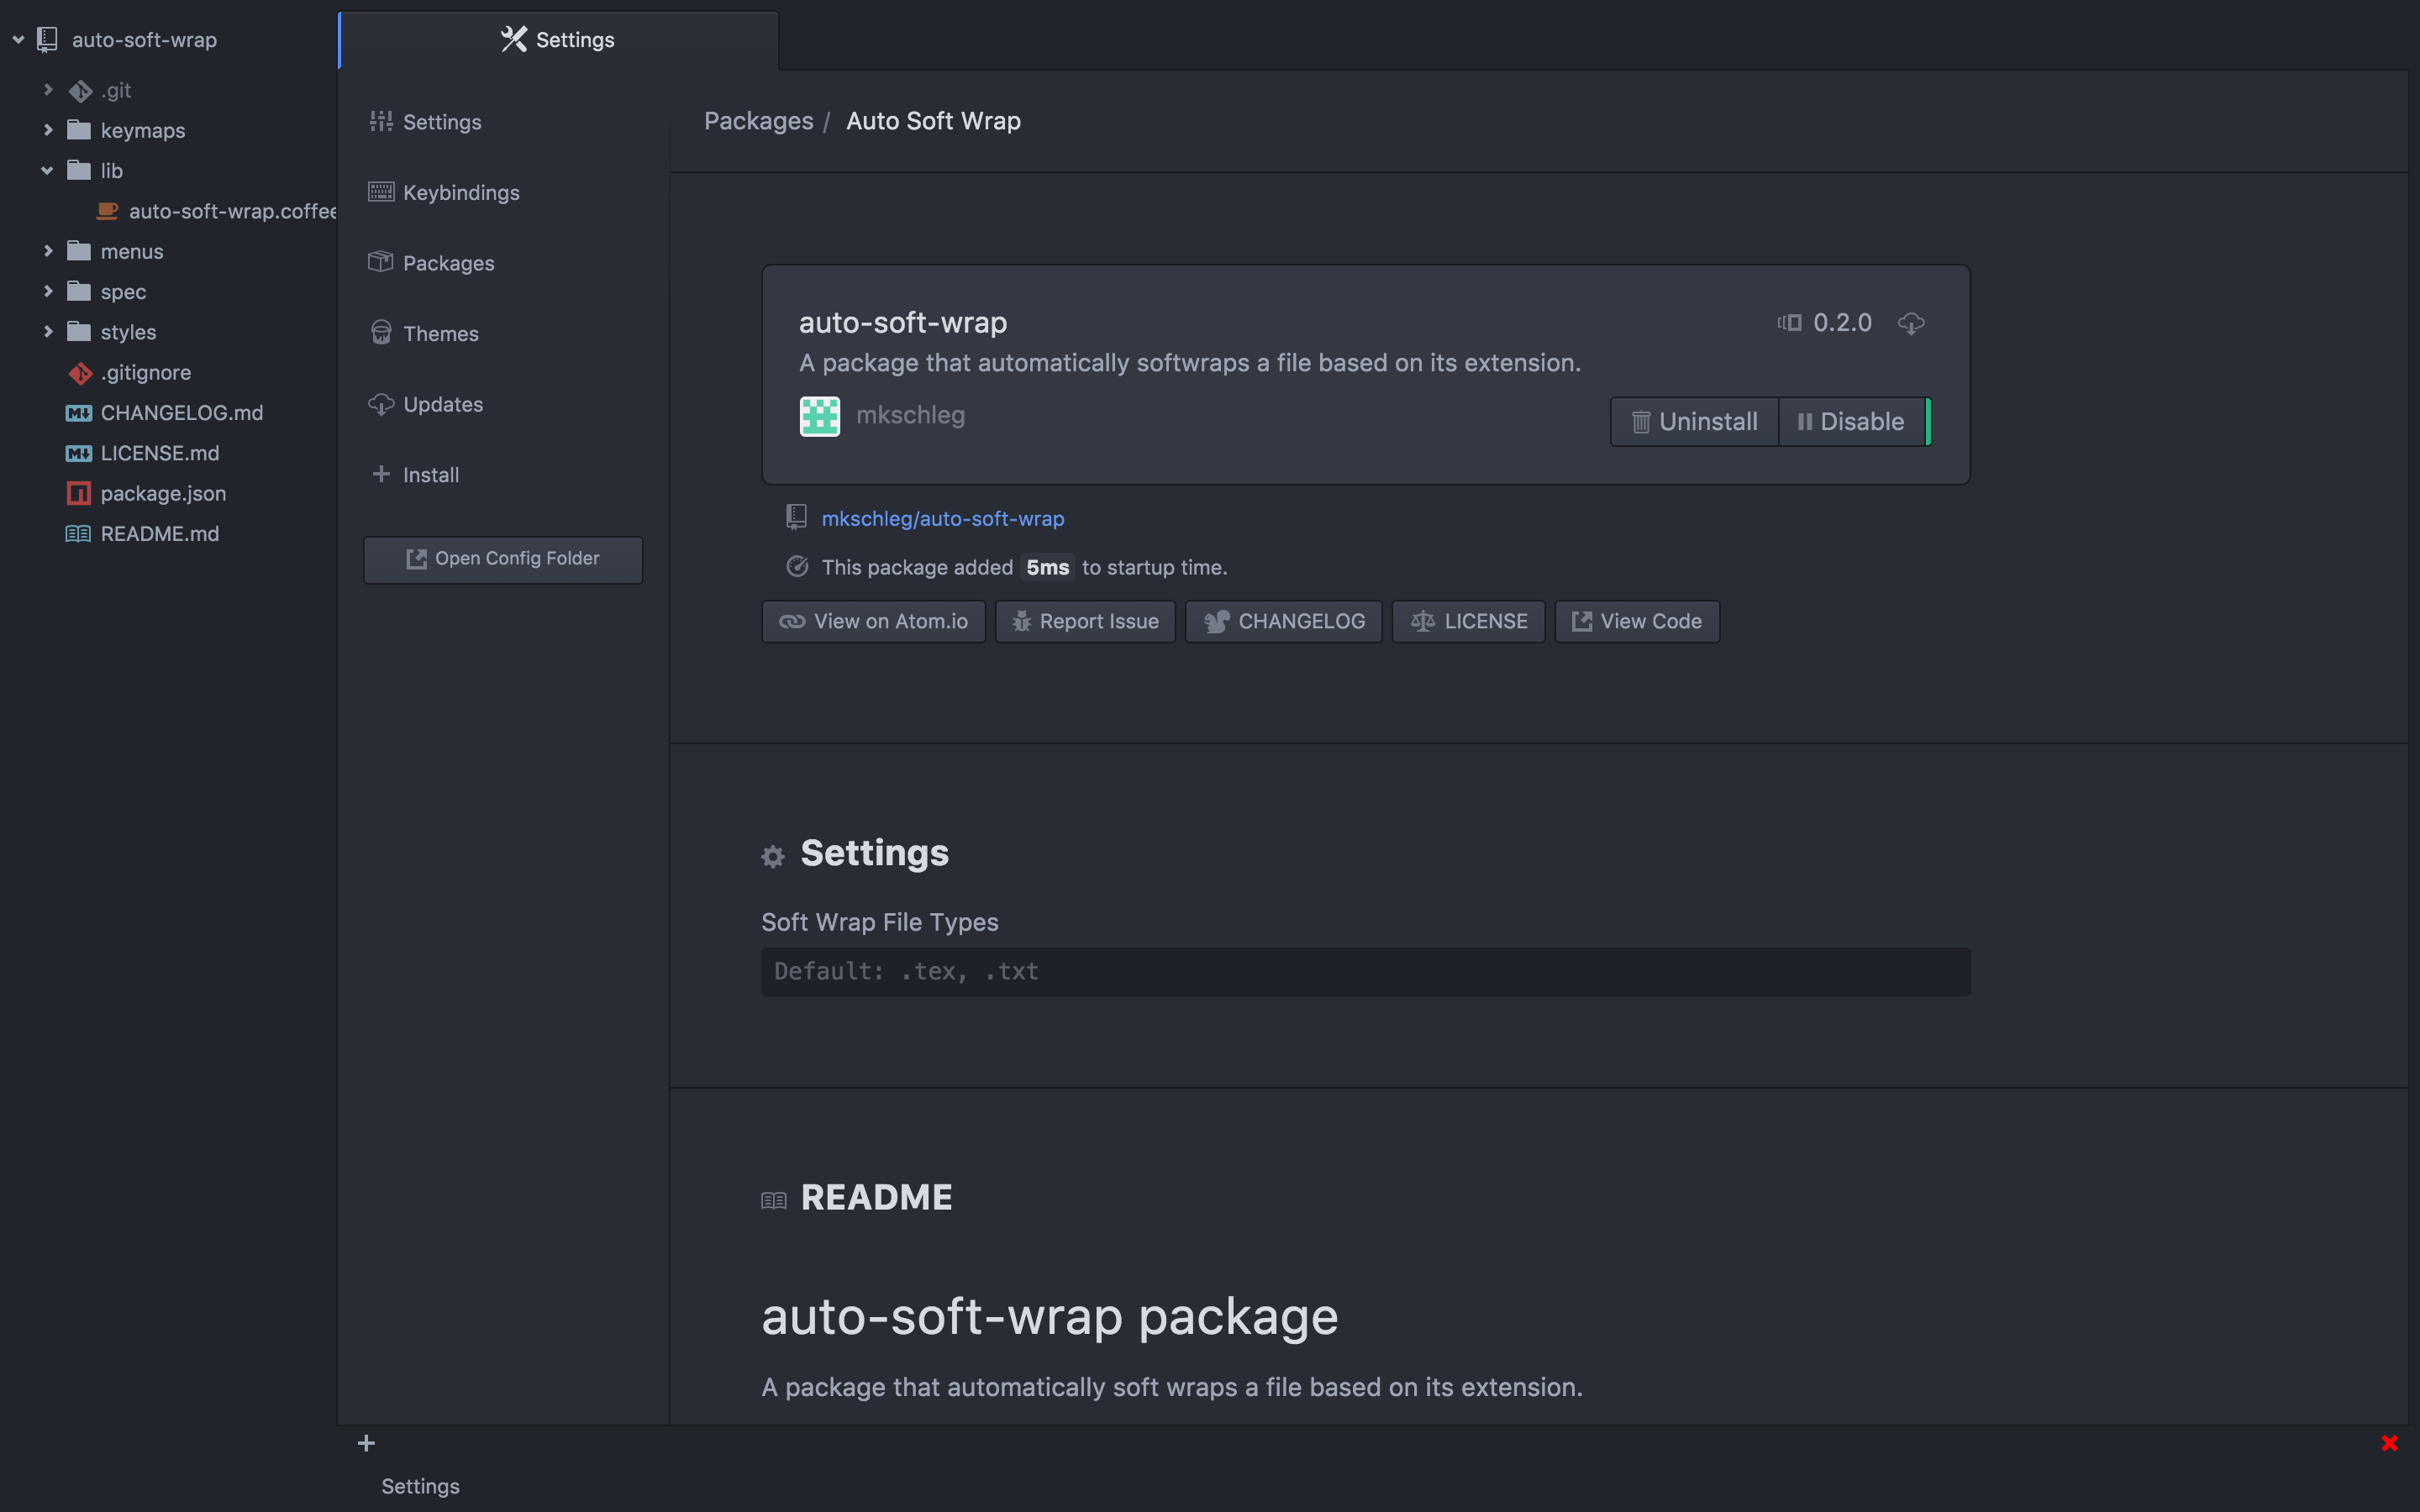 auto-soft-wrap
.git
keymaps
lib
auto-soft-wrap.coffee
menus
spec
styles
.gitignore
CHANGELOG.md
LICENSE.md
package.json
README.md
Settings
Settings
Keybindings
Packages
Themes
Updates
Install
Open Config Folder
Packages / Auto Soft Wrap
auto-soft-wrap 0.2.0
A package that automatically softwraps a file based on its extension.
mkschleg Uninstall Disable
mkschleg/auto-soft-wrap
This package added 5ms to startup time.
View on Atom.io Report Issue CHANGELOG LICENSE View Code
Settings
Soft Wrap File Types
Default: .tex, .txt
README
auto-soft-wrap package
A package that automatically soft wraps a file based on its extension.
Settings